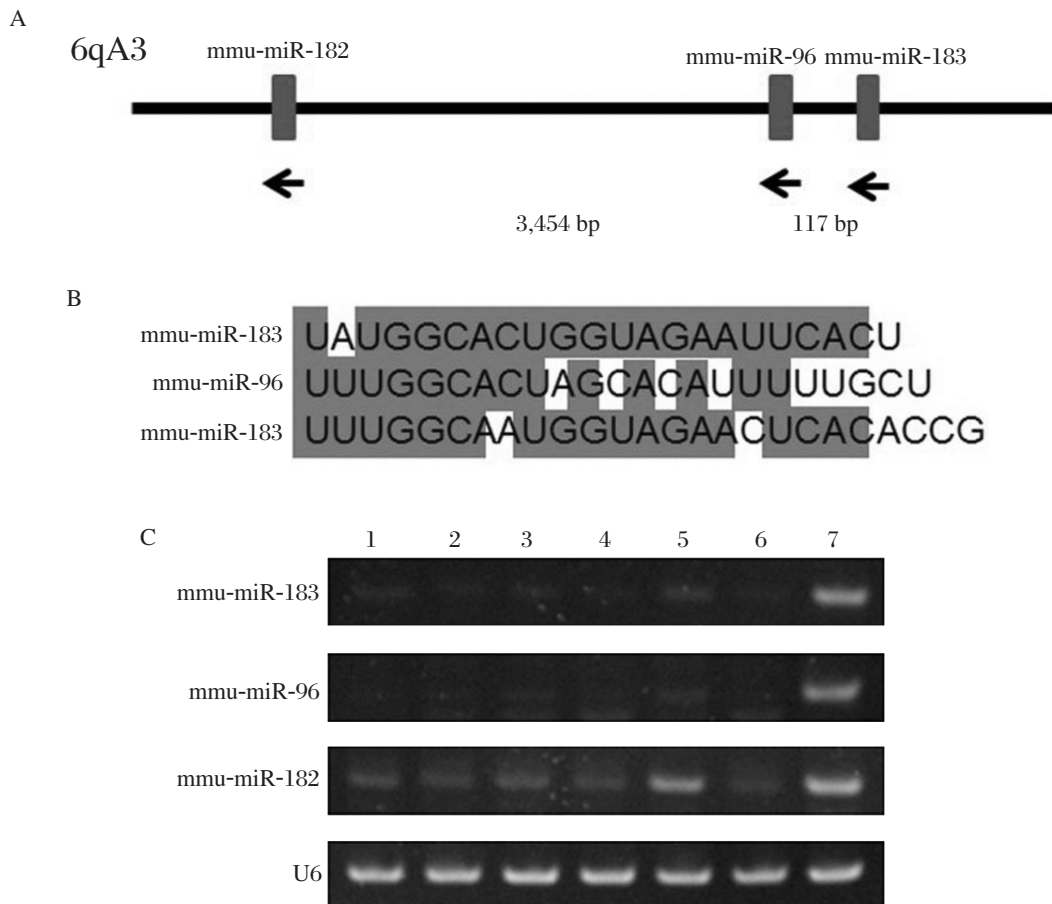 A
6qA3
mmu-miR-182
mmu-miR-96 mmu-miR-183
3,454 bp 117 bp
B
mmu-miR-183 UAUGGCACUGGUAGAAUUCACU
mmu-miR-96 UUUGGCACUAGCACAUUUUUGCU
mmu-miR-183 UUUGGCAAUGGUAGAACUCACACCG
C
1 2 3 4 5 6 7
mmu-miR-183
mmu-miR-96
mmu-miR-182
U6